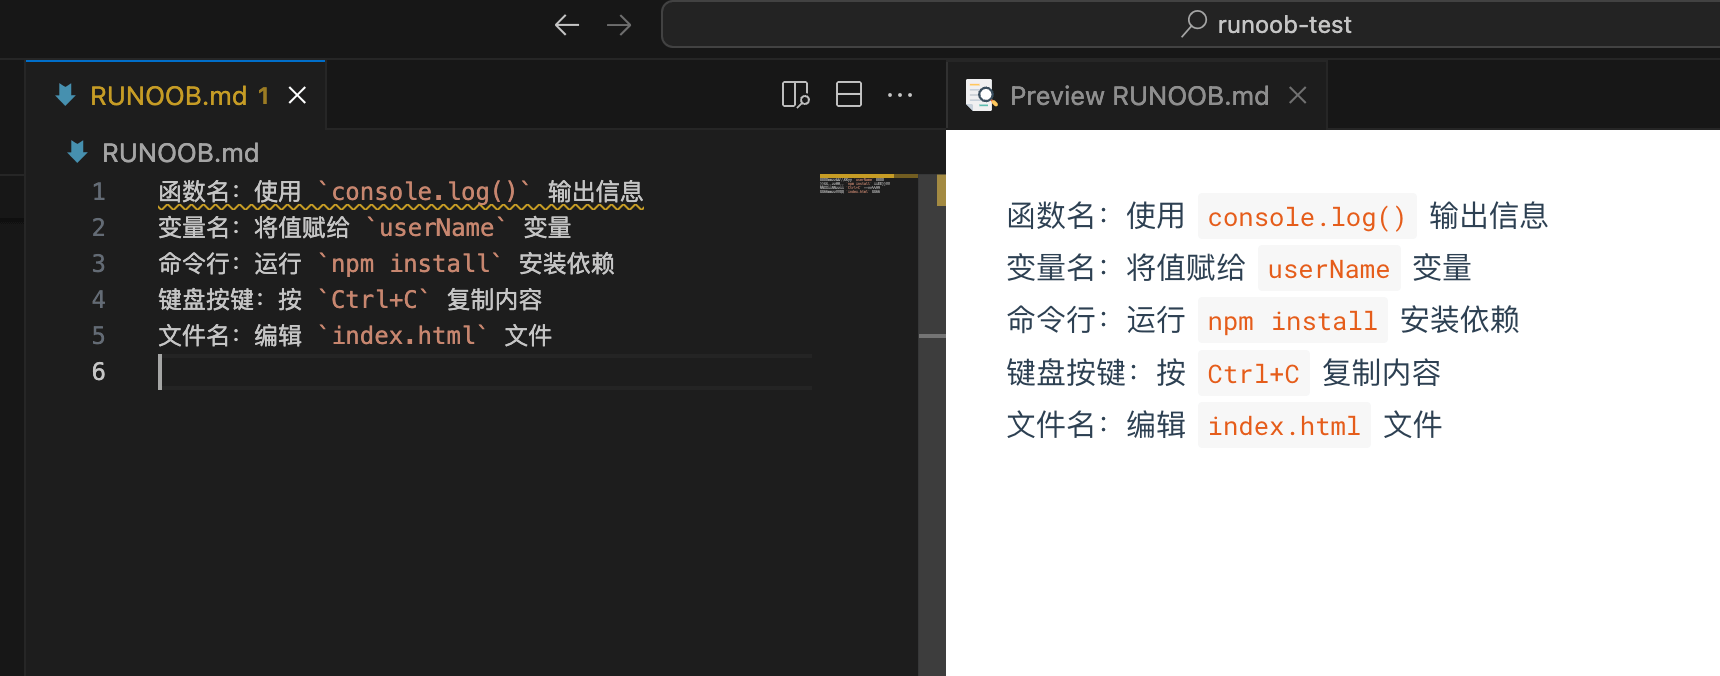 runoob-test
RUNOOB.md 1
Preview RUNOOB.md
RUNOOB.md
1 函数名：使用 `console.log()` 输出信息
2 变量名：将值赋给 `userName` 变量
3 命令行：运行 `npm install` 安装依赖
4 键盘按键：按 `Ctrl+C` 复制内容
5 文件名：编辑 `index.html` 文件
6
函数名：使用 console.log() 输出信息
变量名：将值赋给 userName 变量
命令行：运行 npm install 安装依赖
键盘按键：按 Ctrl+C 复制内容
文件名：编辑 index.html 文件